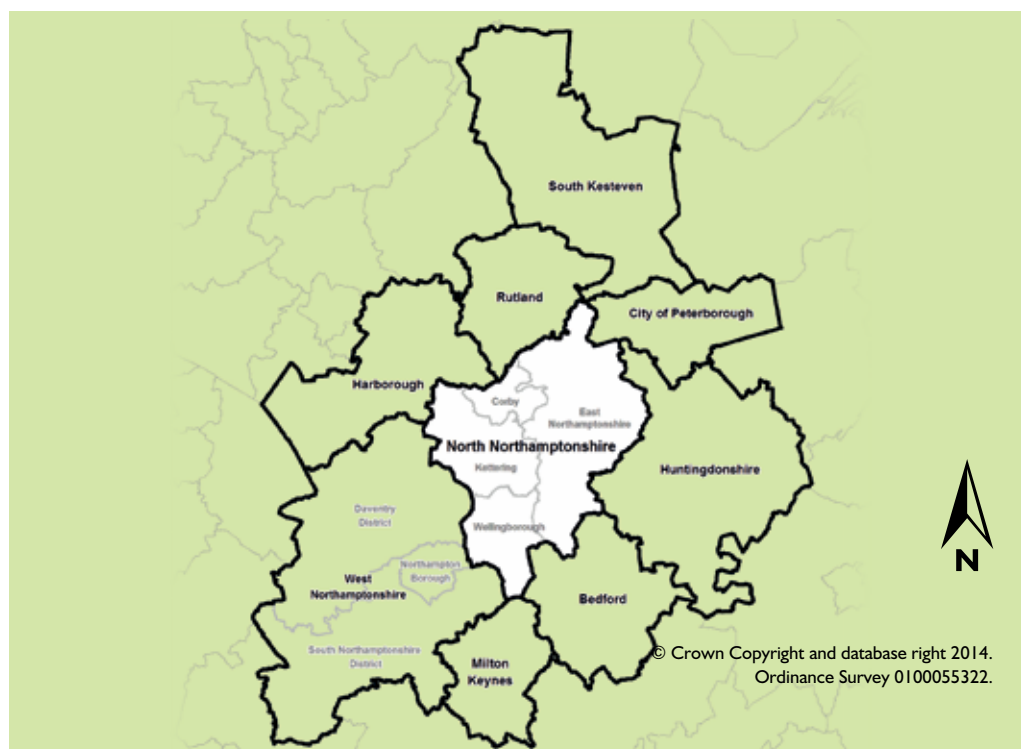 South Kesteven
Rutland
City of Peterborough
Harborough
Corby
East
Northamptonshire
North Northamptonshire
Kettering
Huntingdonshire
Daventry
District
Wellingborough
Northampton
Borough
West
Northamptonshire
Bedford
South Northamptonshire
District
Milton
Keynes
N
© Crown Copyright and database right 2014.
Ordinance Survey 0100055322.